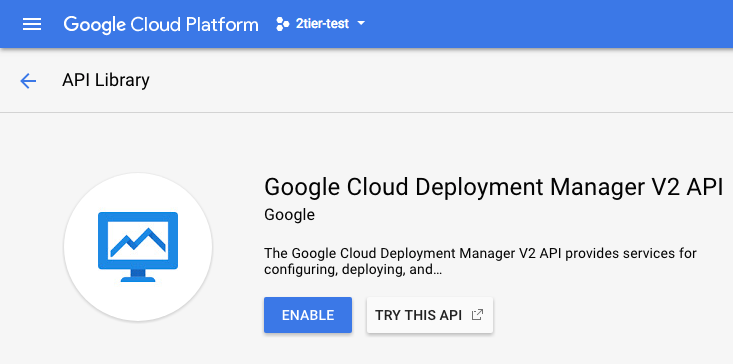 Google Cloud Platform 2tier-test
API Library
Google Cloud Deployment Manager V2 API
Google
The Google Cloud Deployment Manager V2 API provides services for
configuring, deploying, and...
ENABLE TRY THIS API